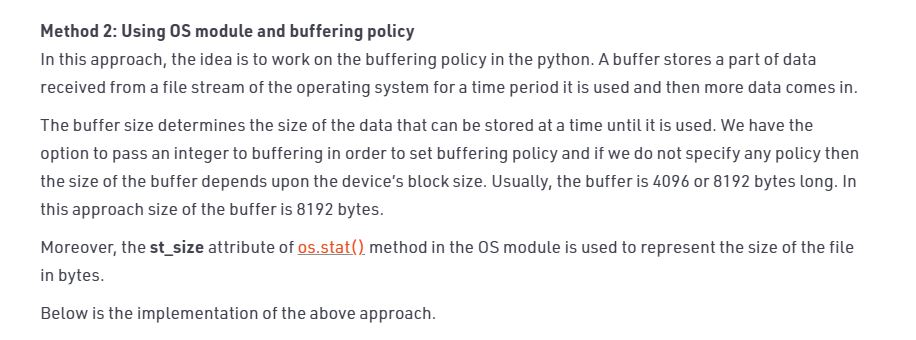 Method 2: Using OS module and buffering policy
In this approach, the idea is to work on the buffering policy in the python. A buffer stores a part of data
received from a file stream of the operating system for a time period it is used and then more data comes in.
The buffer size determines the size of the data that can be stored at a time until it is used. We have the
option to pass an integer to buffering in order to set buffering policy and if we do not specify any policy then
the size of the buffer depends upon the device's block size. Usually, the buffer is 4096 or 8192 bytes long. In
this approach size of the buffer is 8192 bytes.
Moreover, the st_size attribute of os.stat() method in the OS module is used to represent the size of the file
in bytes.
Below is the implementation of the above approach.